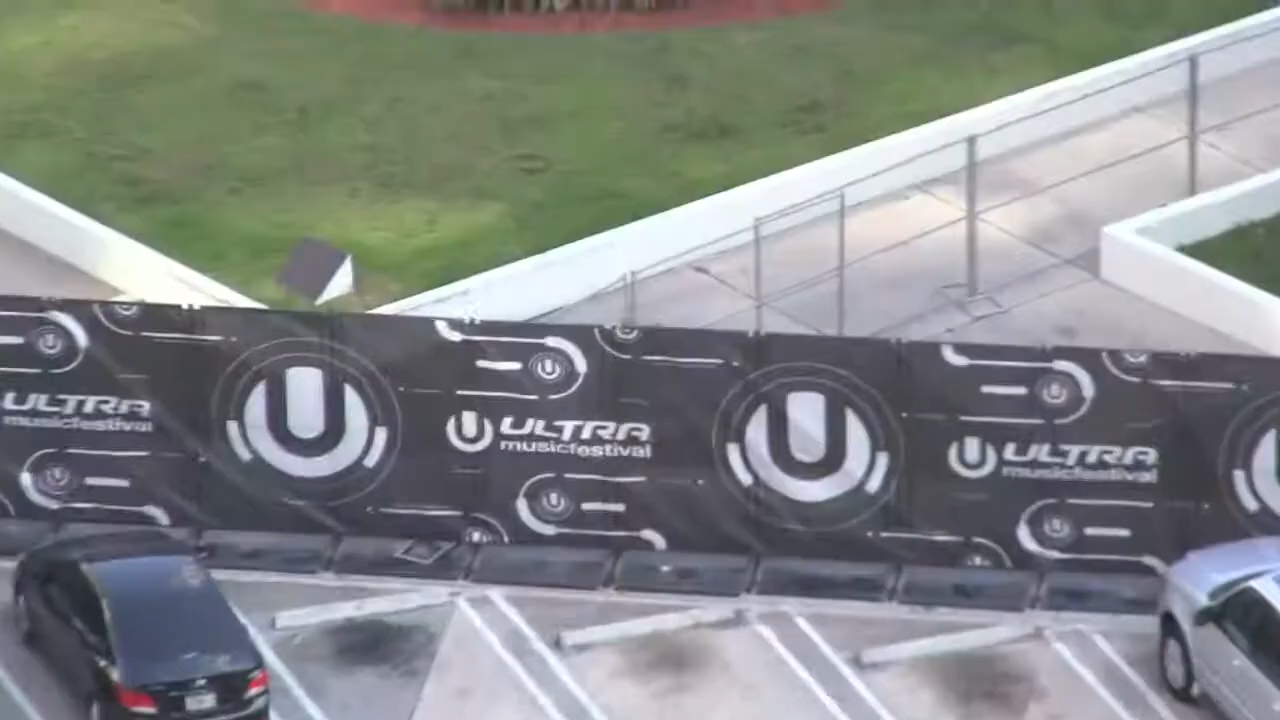 ULTRA
musicfestival
U
U ULTRA
musicfestival
U
U ULTRA
musicfestival